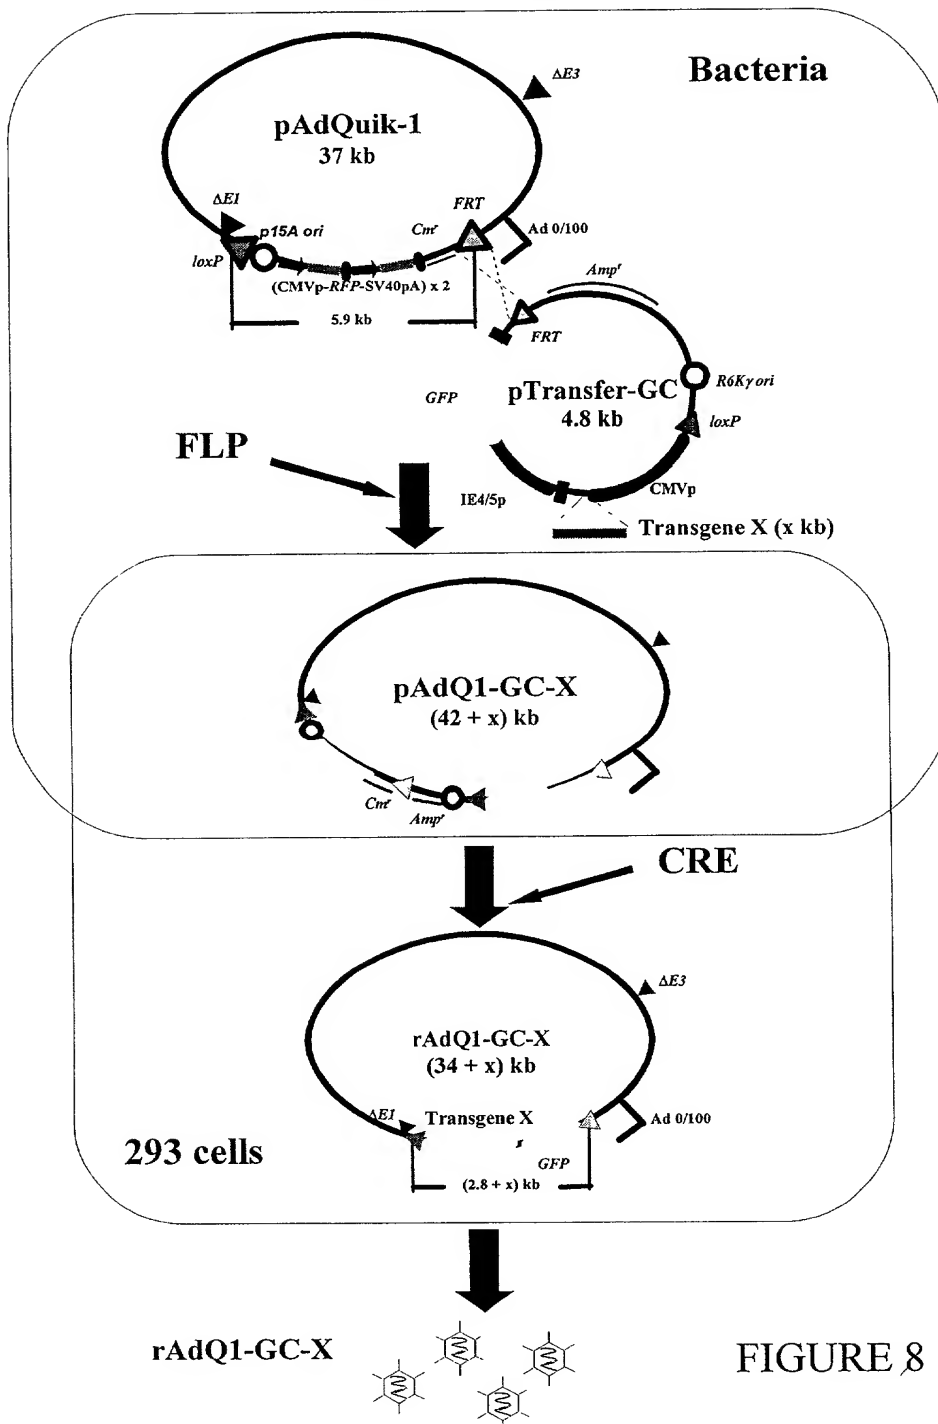 Bacteria
ΔE3
pAdQuik-1
37 kb
ΔE1
FRT
p15A ori
Cmʳ
Ad 0/100
loxP
(CMVp-RFP-SV40pA) x 2
5.9 kb
Ampʳ
FRT
R6Kγ ori
GFP
pTransfer-GC
4.8 kb
loxP
FLP
CMVp
IE4/5p
Transgene X (x kb)
pAdQ1-GC-X
(42 + x) kb
Cmʳ
Ampʳ
CRE
ΔE3
rAdQ1-GC-X
(34 + x) kb
ΔE1
Transgene X
Ad 0/100
293 cells
GFP
(2.8 + x) kb
rAdQ1-GC-X
FIGURE 8